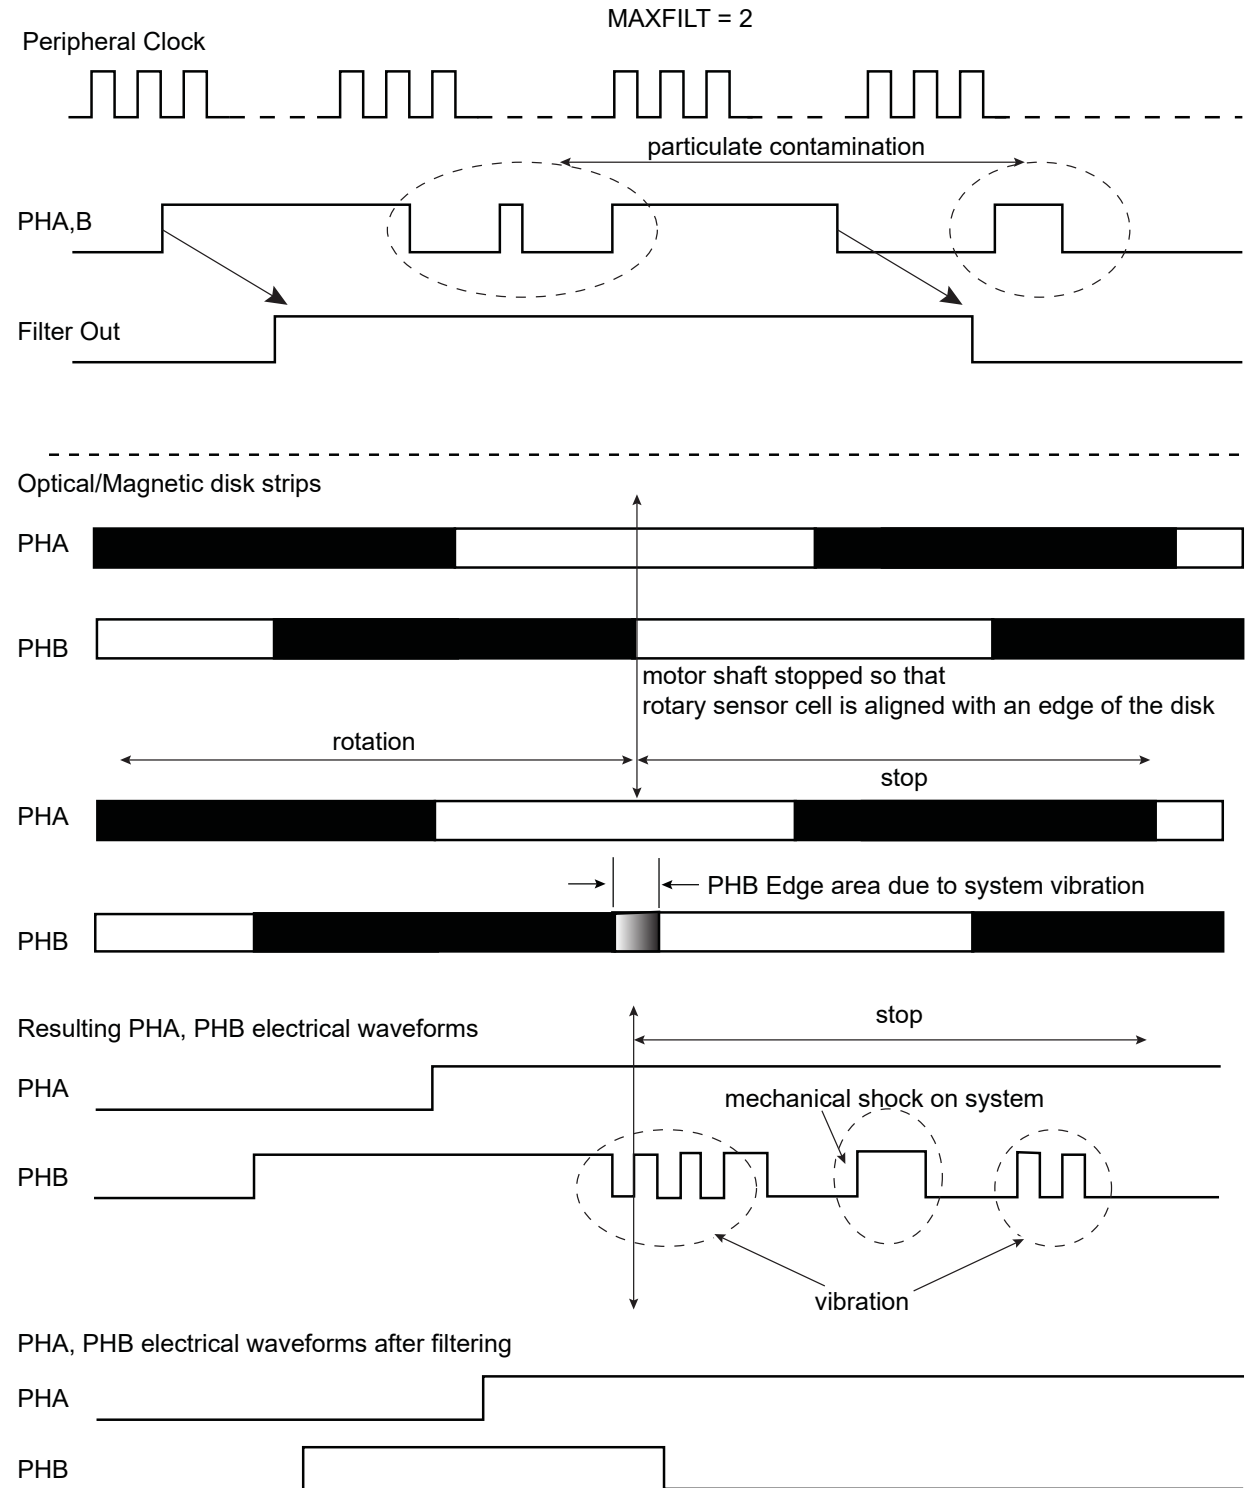 MAXFILT = 2
Peripheral Clock
particulate contamination
PHA,B
Filter Out
Optical/Magnetic disk strips
PHA
PHB
motor shaft stopped so that
rotary sensor cell is aligned with an edge of the disk
rotation
stop
PHA
PHB Edge area due to system vibration
PHB
Resulting PHA, PHB electrical waveforms
stop
PHA
mechanical shock on system
PHB
vibration
PHA, PHB electrical waveforms after filtering
PHA
PHB